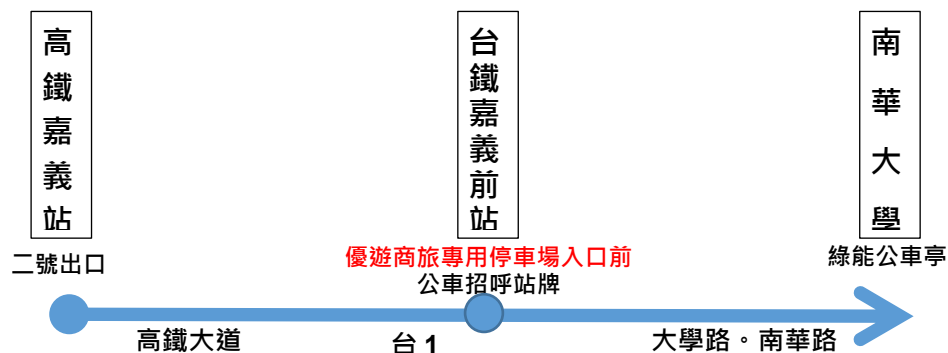 高鐵嘉義站
台鐵嘉義前站
南華大學
二號出口
優遊商旅專用停車場入口前
公車招呼站牌
綠能公車亭
高鐵大道
台1
大學路。南華路